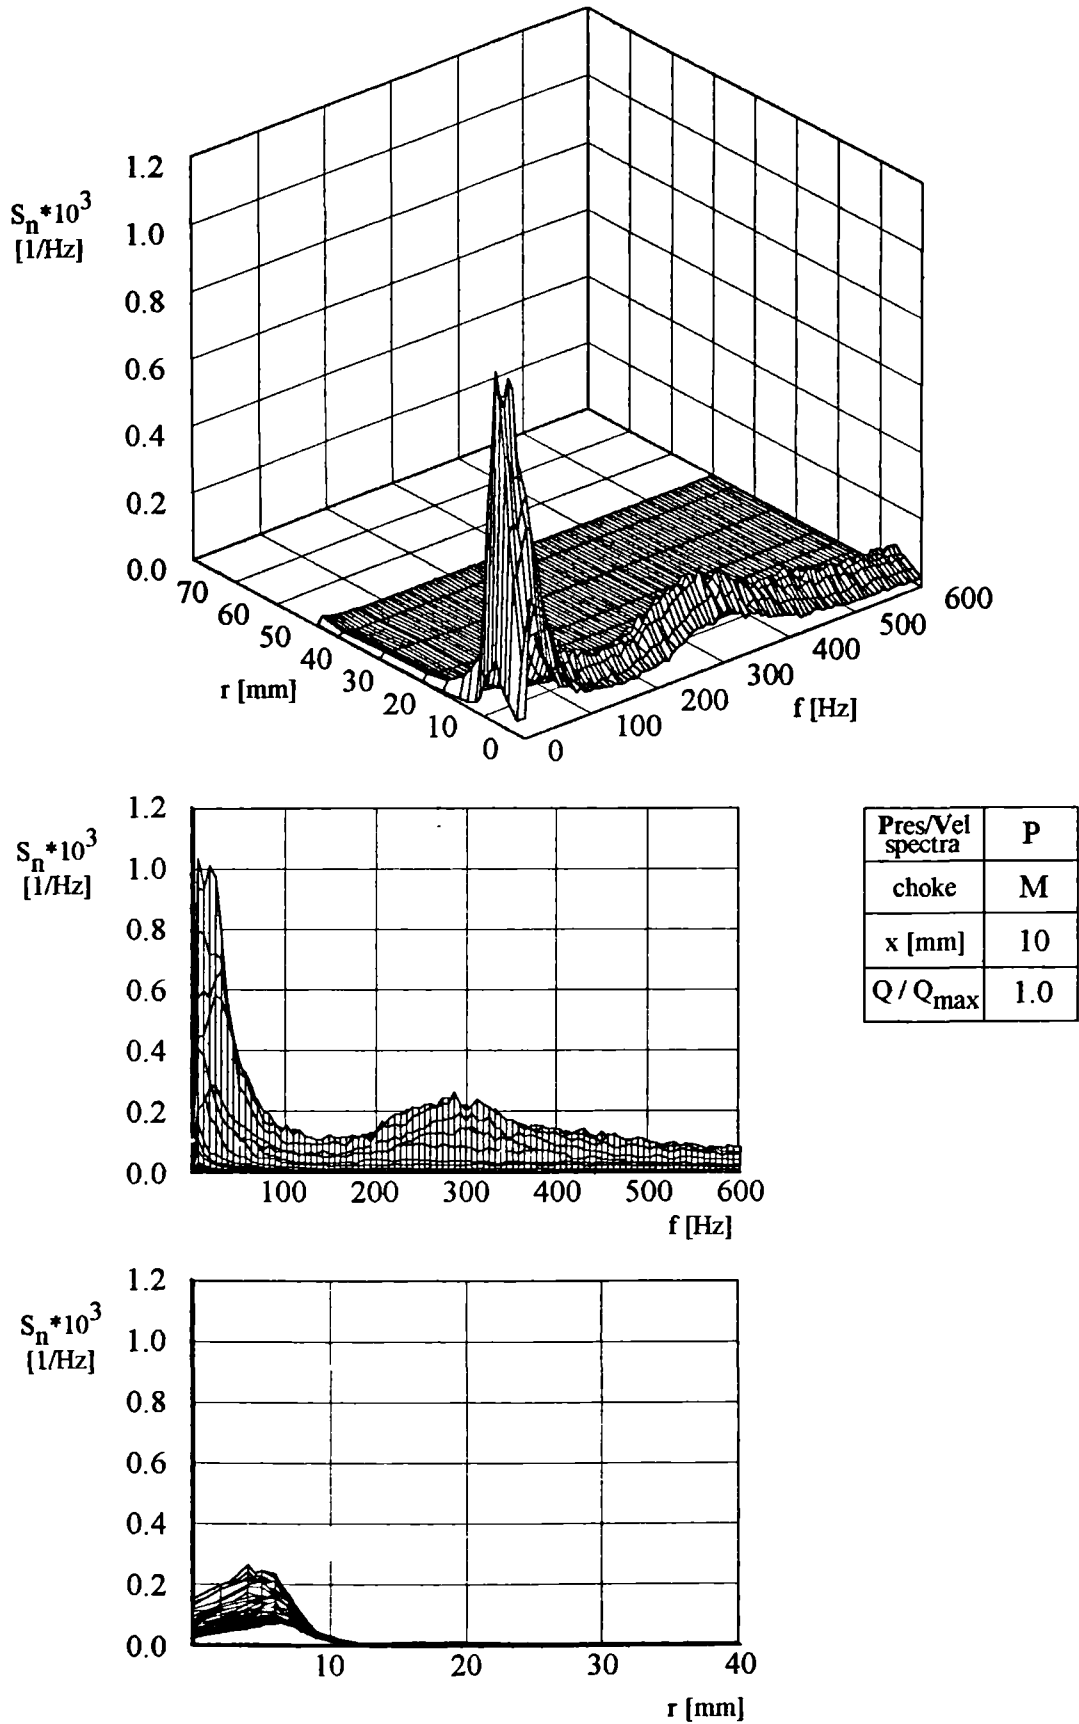 1.2
S_n*10^3
[1/Hz]
1.0
0.8
0.6
0.4
0.2
0.0
70
60
50
40
30
20
10
0
r [mm]
0
100
200
300
400
500
600
f [Hz]
1.2
S_n*10^3
[1/Hz]
1.0
0.8
0.6
0.4
0.2
0.0
100 200 300 400 500 600
f [Hz]
Pres/Vel spectra P
choke M
x [mm] 10
Q / Q_max 1.0
1.2
S_n*10^3
[1/Hz]
1.0
0.8
0.6
0.4
0.2
0.0
10 20 30 40
r [mm]